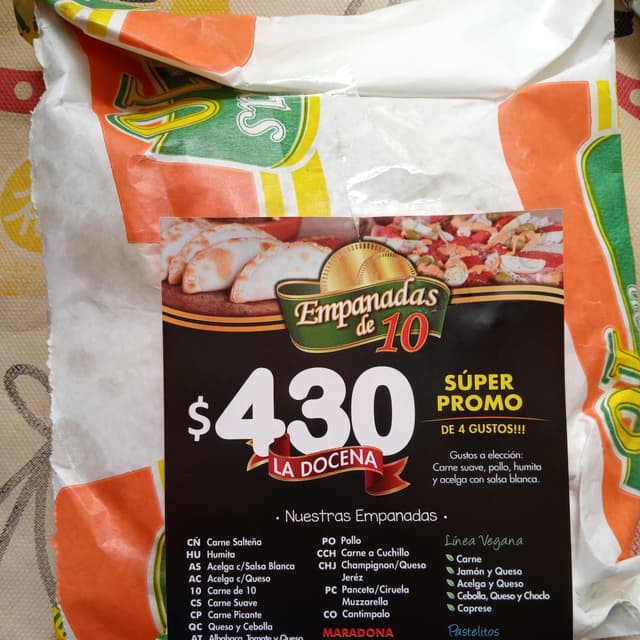 Empanadas
de 10
$430
LA DOCENA
SÚPER
PROMO
DE 4 GUSTOS!!!
Gustos a elección:
Carne suave, pollo, humita
y acelga con salsa blanca.
• Nuestras Empanadas •
CÑ Carne Salteña
HU Humita
AS Acelga c/Salsa Blanca
AC Acelga c/Queso
10 Carne de 10
CS Carne Suave
CP Carne Picante
QC Queso y Cebolla
AT Albahaca, Tomate y Queso
PO Pollo
CCH Carne a Cuchillo
CHJ Champignon/Queso
Jeréz
PC Panceta/Ciruela
Muzzarella
CO Cantimpalo
MARADONA
Línea Vegana
Carne
Jamón y Queso
Acelga y Queso
Cebolla, Queso y Choclo
Caprese
Pastelitos